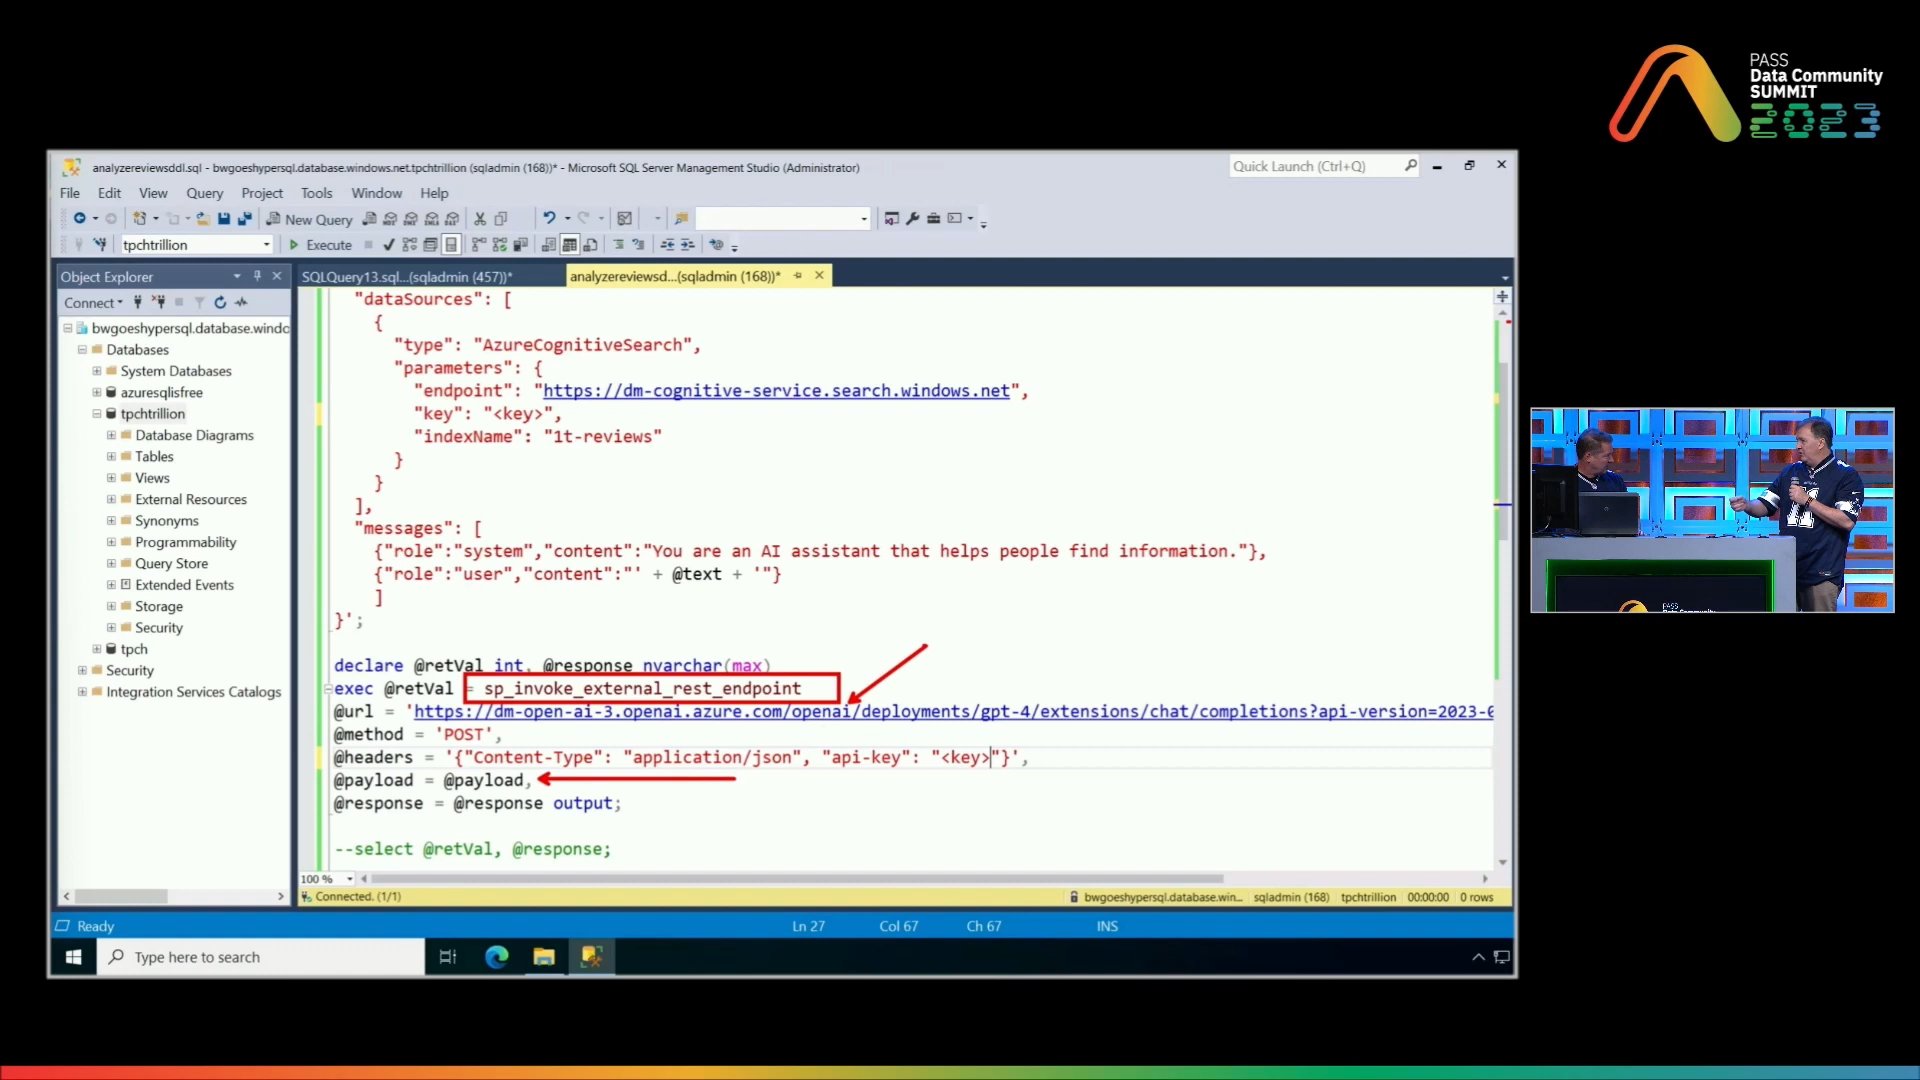 PASS
Data Community
SUMMIT
2023
analyzereviewsddl.sql - bwgoeshypersql.database.windows.net.tpchtrillion (sqladmin (168))* - Microsoft SQL Server Management Studio (Administrator)
Quick Launch (Ctrl+Q)
File Edit View Query Project Tools Window Help
New Query
tpchtrillion
Execute
Object Explorer
SQLQuery13.sql...(sqladmin (457))*
analyzereviewsd...(sqladmin (168))*
Connect
bwgoeshypersql.database.windo
Databases
System Databases
azuresqlisfree
tpchtrillion
Database Diagrams
Tables
Views
External Resources
Synonyms
Programmability
Query Store
Extended Events
Storage
Security
tpch
Security
Integration Services Catalogs
"dataSources": [
{
"type": "AzureCognitiveSearch",
"parameters": {
"endpoint": "https://dm-cognitive-service.search.windows.net",
"key": "<key>",
"indexName": "1t-reviews"
}
}
],
"messages": [
{"role":"system","content":"You are an AI assistant that helps people find information."},
{"role":"user","content":"' + @text + '"}
]
}';
declare @retVal int, @response nvarchar(max)
exec @retVal = sp_invoke_external_rest_endpoint
@url = 'https://dm-open-ai-3.openai.azure.com/openai/deployments/gpt-4/extensions/chat/completions?api-version=2023-0
@method = 'POST',
@headers = '{"Content-Type": "application/json", "api-key": "<key>"}',
@payload = @payload,
@response = @response output;
--select @retVal, @response;
100 %
Connected. (1/1)
bwgoeshypersql.database.win... sqladmin (168) tpchtrillion 00:00:00 0 rows
Ready
Ln 27 Col 67 Ch 67 INS
Type here to search
11
PASS